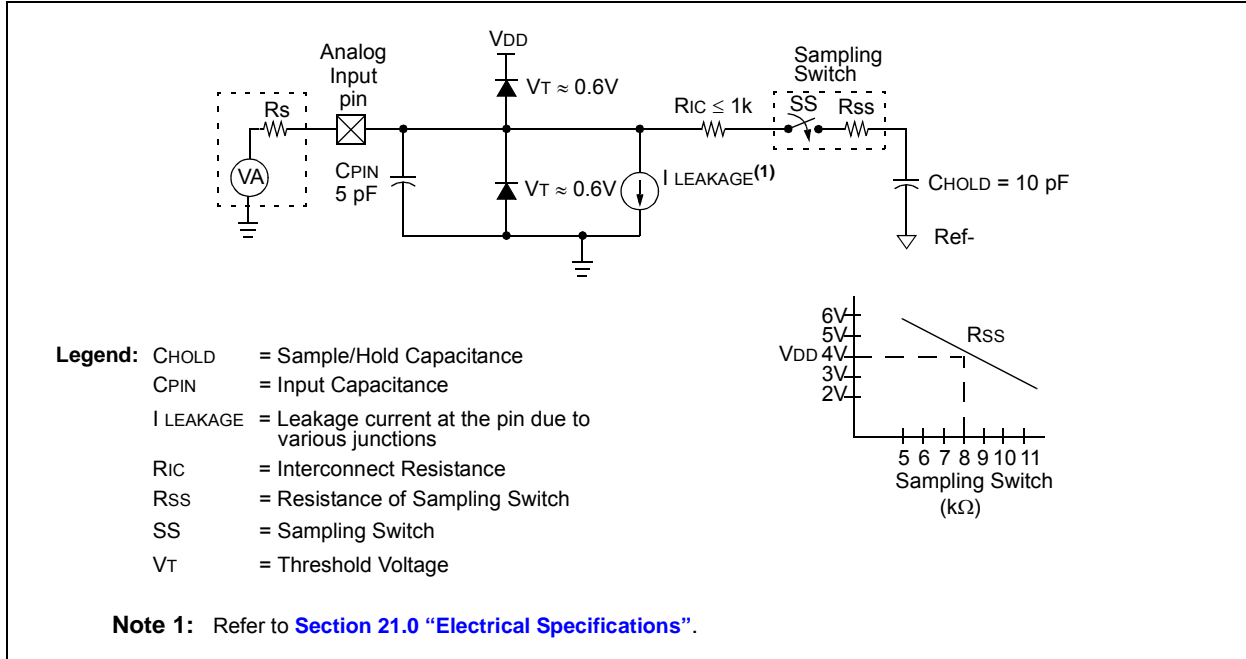 VDD
Analog
Input
pin
Rs
VA
VT ≈ 0.6V
CPIN
5 pF
VT ≈ 0.6V
I LEAKAGE(1)
RIC ≤ 1k
Sampling
Switch
SS
Rss
CHOLD = 10 pF
Ref-
6V
5V
VDD 4V
3V
2V
RSS
5 6 7 8 9 10 11
Sampling Switch
(kΩ)
Legend: CHOLD = Sample/Hold Capacitance
CPIN = Input Capacitance
I LEAKAGE = Leakage current at the pin due to
various junctions
RIC = Interconnect Resistance
RSS = Resistance of Sampling Switch
SS = Sampling Switch
VT = Threshold Voltage
Note 1: Refer to Section 21.0 “Electrical Specifications”.